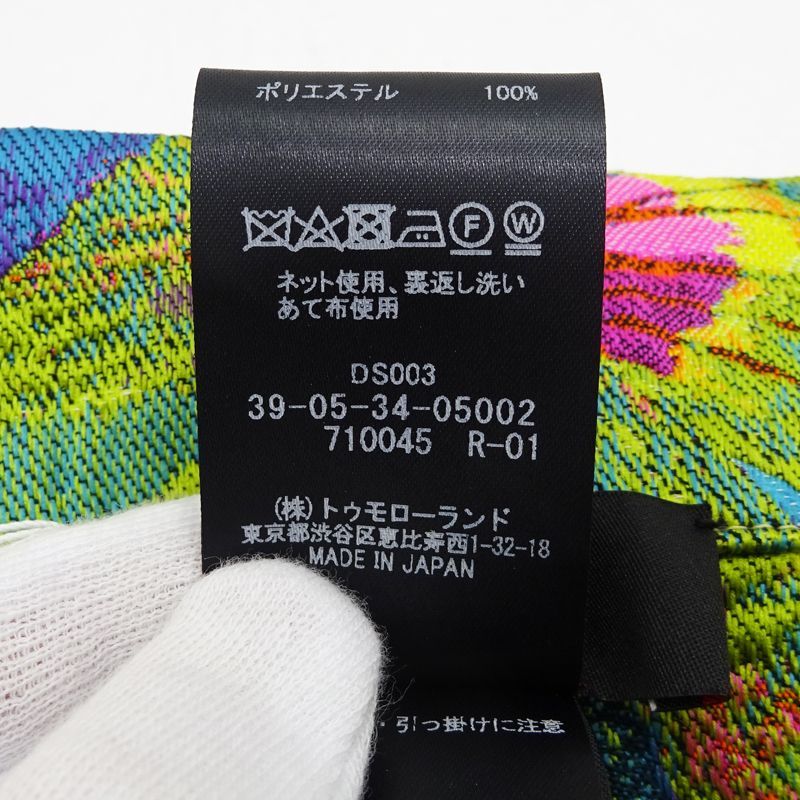 ポリエステル 100%
F W
ネット使用、裏返し洗い
あて布使用
DS003
39-05-34-05002
710045 R-01
(株)トゥモローランド
東京都渋谷区恵比寿西1-32-18
MADE IN JAPAN
・引っ掛けに注意